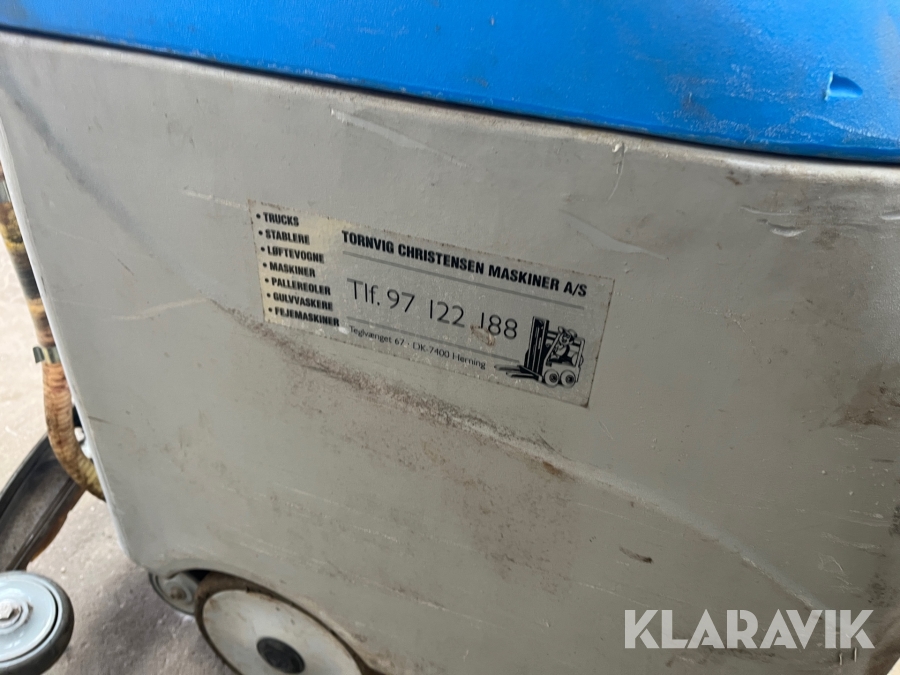 • TRUCKS
• STABLERE
• LØFTEVOGNE
• MASKINER
• PALLEREOLER
• GULVVASKERE
• FEJEMASKINER
TORNVIG CHRISTENSEN MASKINER A/S
Tlf. 97 122 188
Teglvænget 67 · DK-7400 Herning
KLARAVIK